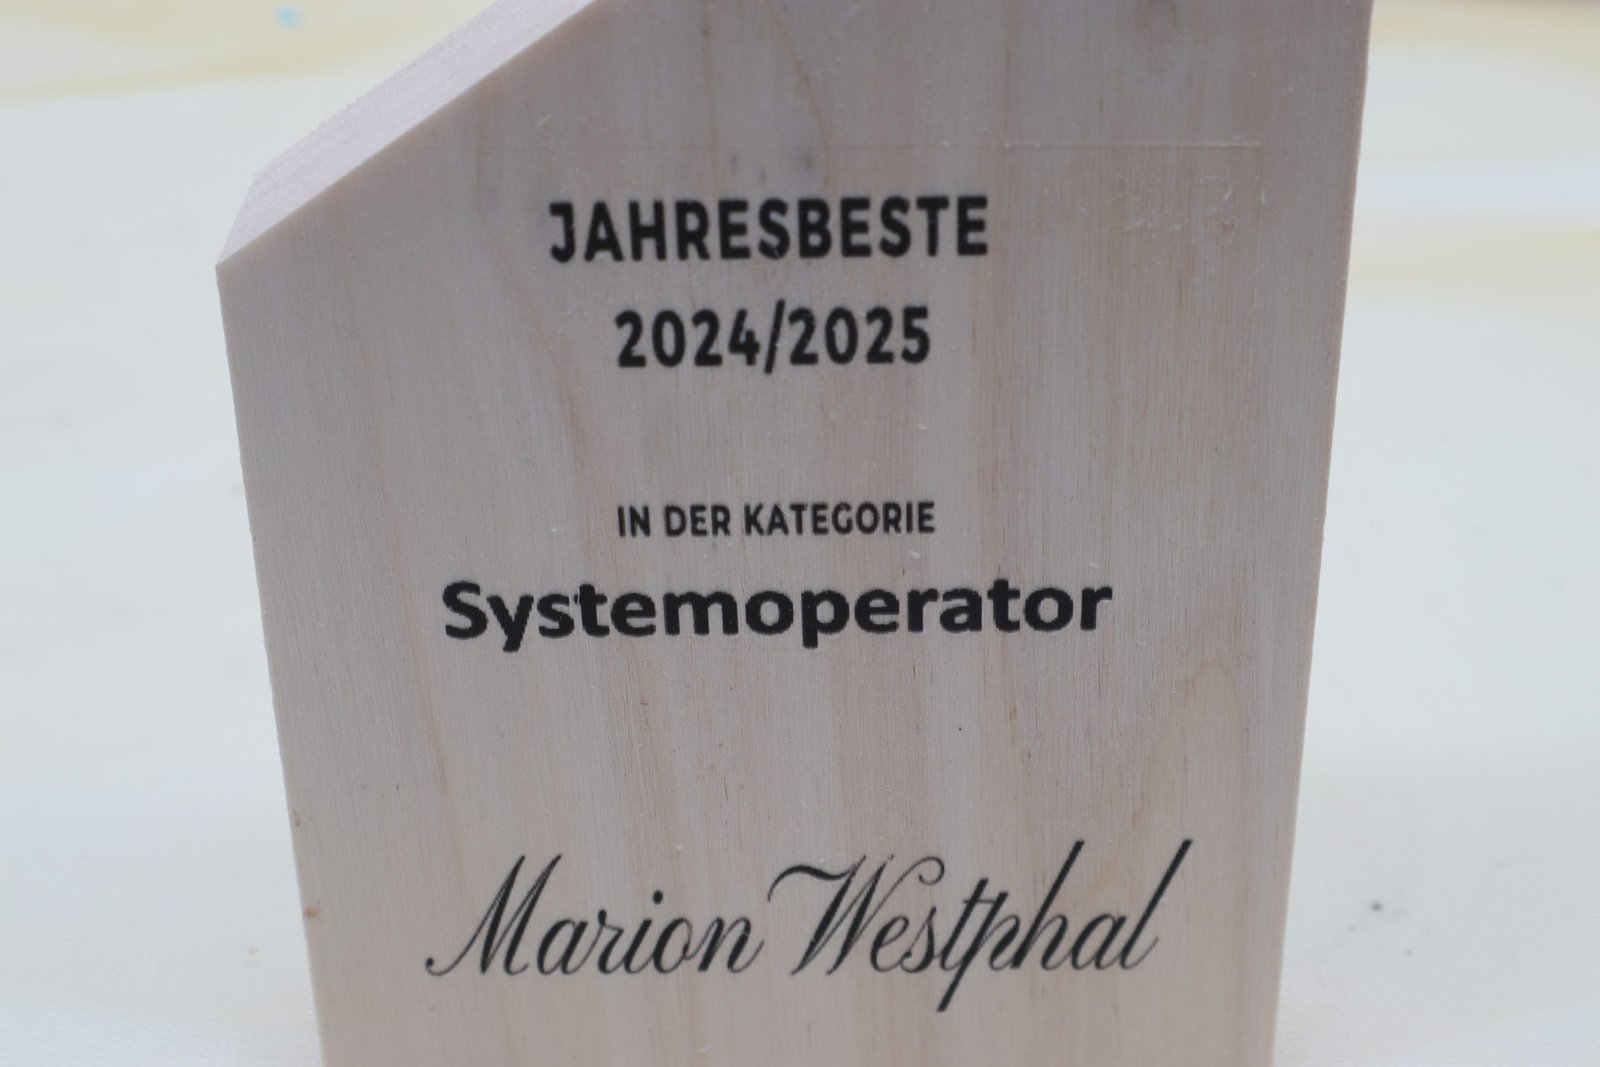 JAHRESBESTE
2024/2025
IN DER KATEGORIE
Systemoperator
Marion Westphal